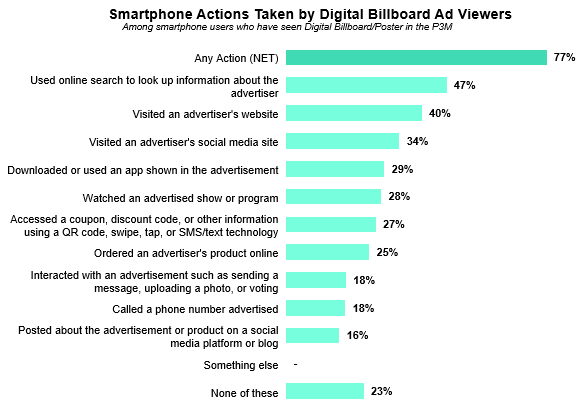 Smartphone Actions Taken by Digital Billboard Ad Viewers
Among smartphone users who have seen Digital Billboard/Poster in the P3M
Any Action (NET) 77%
Used online search to look up information about the
advertiser 47%
Visited an advertiser's website 40%
Visited an advertiser's social media site 34%
Downloaded or used an app shown in the advertisement 29%
Watched an advertised show or program 28%
Accessed a coupon, discount code, or other information
using a QR code, swipe, tap, or SMS/text technology 27%
Ordered an advertiser's product online 25%
Interacted with an advertisement such as sending a
message, uploading a photo, or voting 18%
Called a phone number advertised 18%
Posted about the advertisement or product on a social
media platform or blog 16%
Something else -
None of these 23%